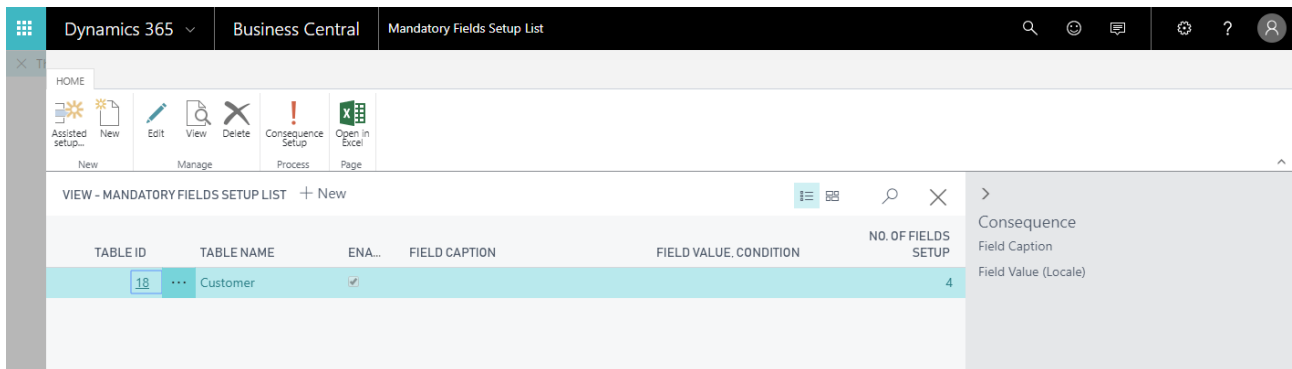 Dynamics 365 Business Central Mandatory Fields Setup List
HOME
Assisted setup...
New
Edit
View
Delete
Consequence Setup
Open in Excel
New Manage Process Page
VIEW - MANDATORY FIELDS SETUP LIST + New
TABLE ID TABLE NAME ENA... FIELD CAPTION FIELD VALUE, CONDITION NO. OF FIELDS SETUP
18 ... Customer 4
Consequence
Field Caption
Field Value (Locale)